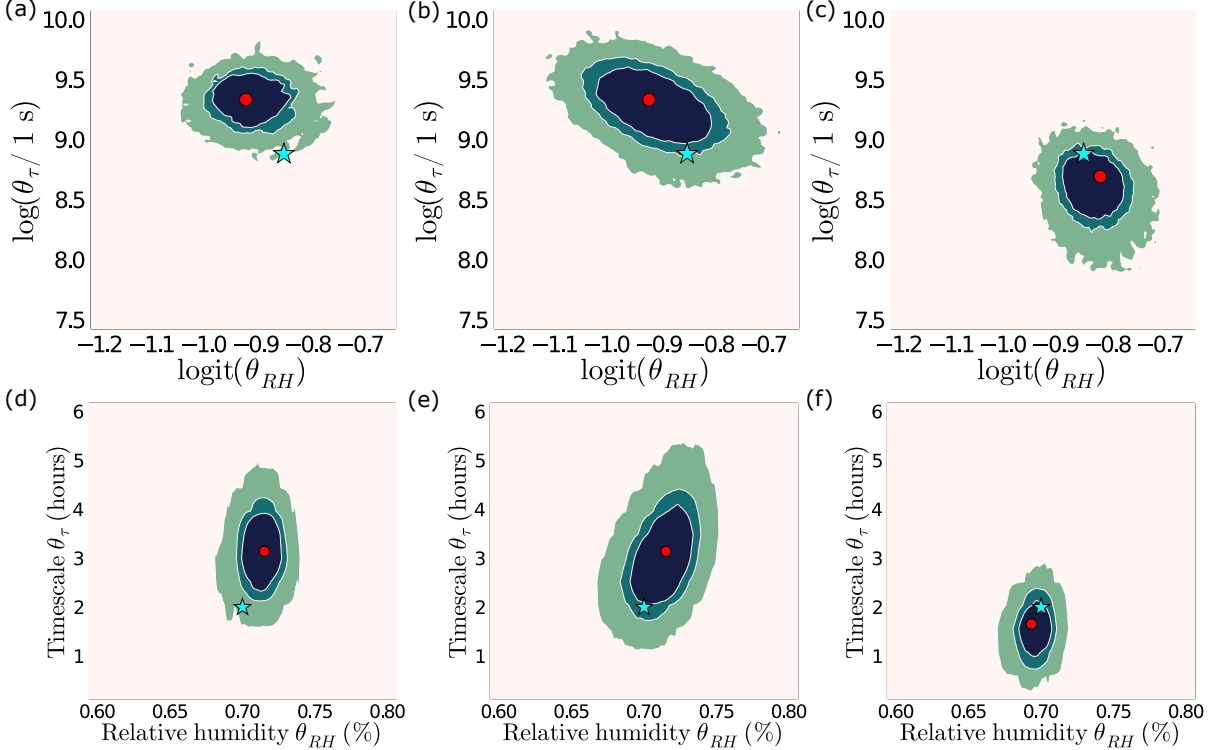 (a)
10.0
9.5
9.0
8.5
8.0
7.5
log(θτ/ 1 s)
−1.2 −1.1 −1.0 −0.9 −0.8 −0.7
logit(θRH)
(b)
10.0
9.5
9.0
8.5
8.0
7.5
log(θτ/ 1 s)
−1.2 −1.1 −1.0 −0.9 −0.8 −0.7
logit(θRH)
(c)
10.0
9.5
9.0
8.5
8.0
7.5
log(θτ/ 1 s)
−1.2 −1.1 −1.0 −0.9 −0.8 −0.7
logit(θRH)
(d)
6
5
4
3
2
1
Timescale θτ (hours)
0.60 0.65 0.70 0.75 0.80
Relative humidity θRH (%)
(e)
6
5
4
3
2
1
Timescale θτ (hours)
0.60 0.65 0.70 0.75 0.80
Relative humidity θRH (%)
(f)
6
5
4
3
2
1
Timescale θτ (hours)
0.60 0.65 0.70 0.75 0.80
Relative humidity θRH (%)